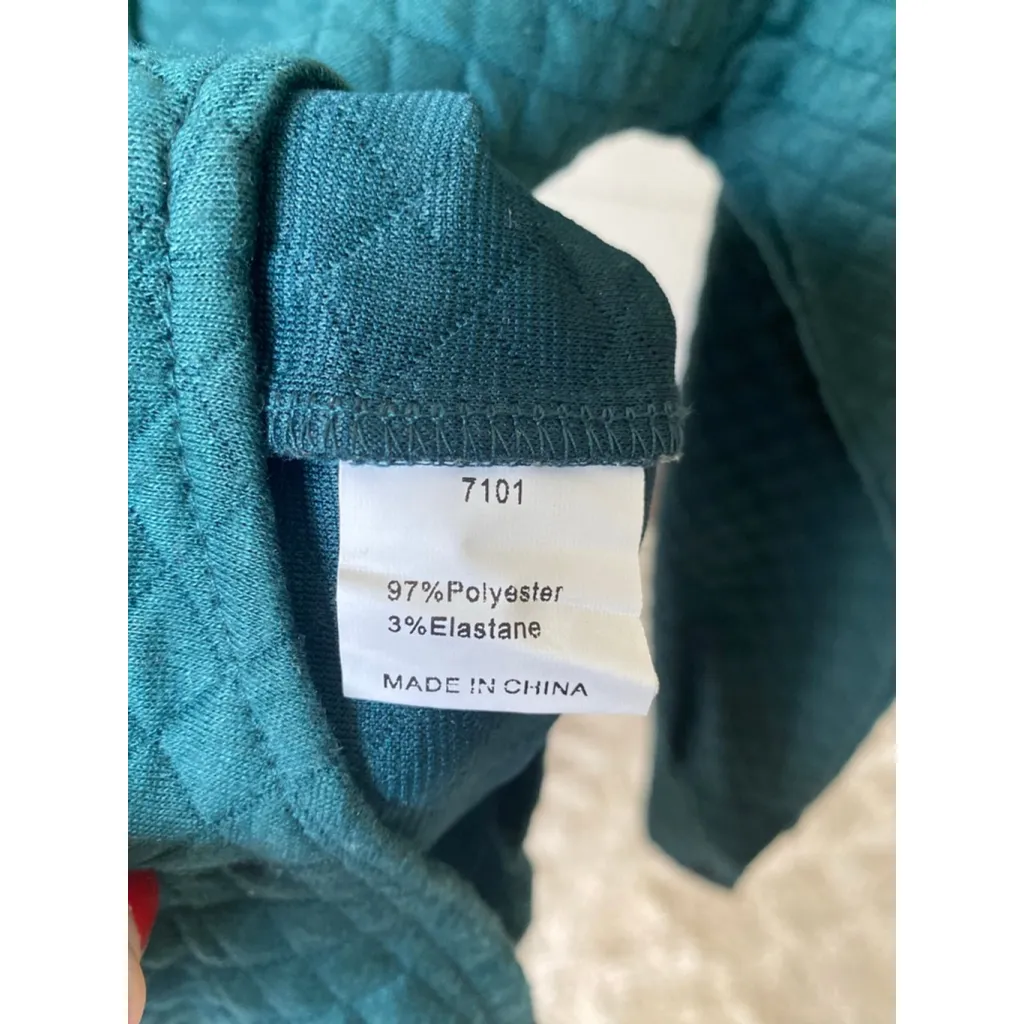 7101
97%Polyester
3%Elastane
MADE IN CHINA